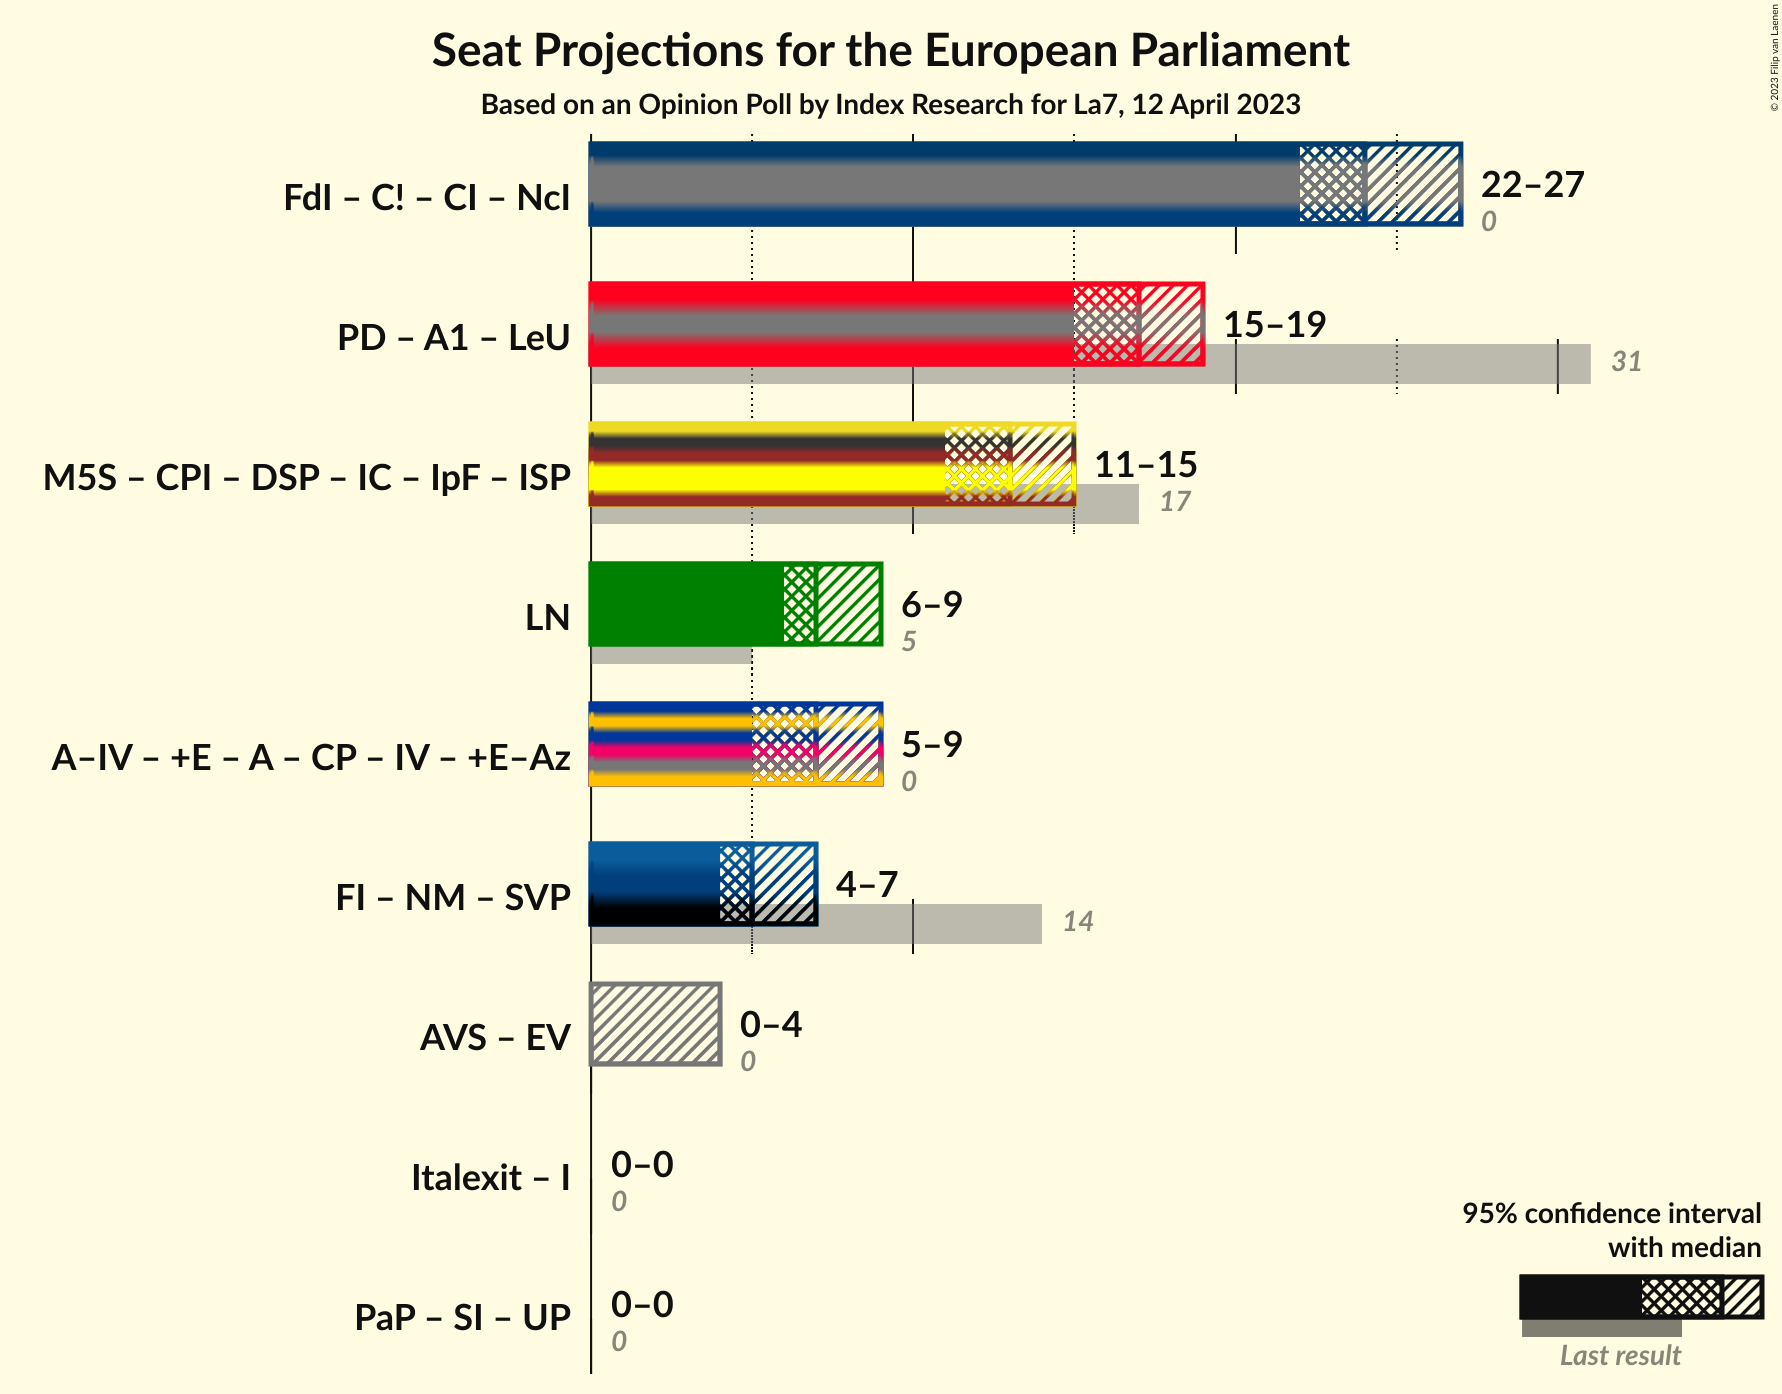 Seat Projections for the European Parliament
Based on an Opinion Poll by Index Research for La7, 12 April 2023
© 2023 Filip van Laenen
FdI – C! – CI – NcI
22–27
0
PD – A1 – LeU
15–19
31
M5S – CPI – DSP – IC – IpF – ISP
11–15
17
LN
6–9
5
A–IV – +E – A – CP – IV – +E–Az
5–9
0
FI – NM – SVP
4–7
14
AVS – EV
0–4
0
Italexit – I
0–0
0
PaP – SI – UP
0–0
0
95% confidence interval
with median
Last result